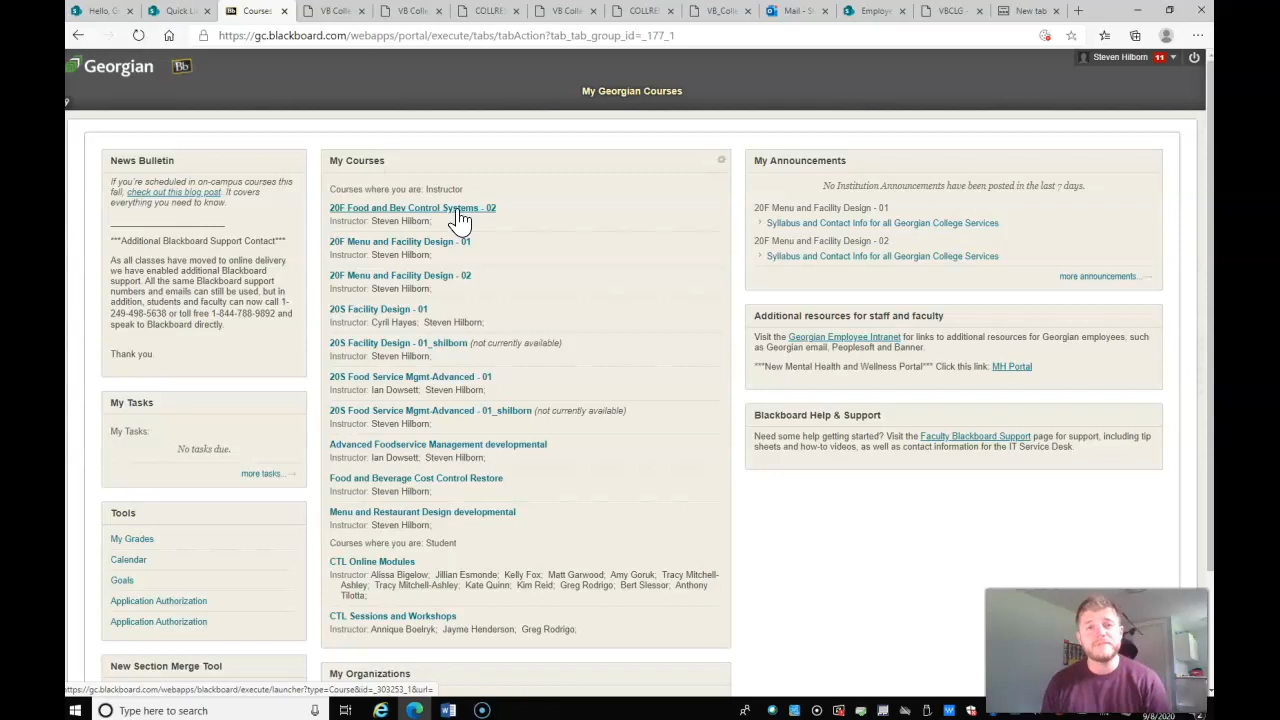 Hello.
Quick Li
Courses
VB Colle
VB Colle
COLLRES
VB Colle
COLLRES
VB_Colle
Mail - St
Employe
VBCLG -
New tab
https://gc.blackboard.com/webapps/portal/execute/tabs/tabAction?tab_tab_group_id=_177_1
Georgian
Bb
Steven Hilborn 11
My Georgian Courses
News Bulletin
If you're scheduled in on-campus courses this
fall, check out this blog post. It covers
everything you need to know.
***Additional Blackboard Support Contact***
As all classes have moved to online delivery
we have enabled additional Blackboard
support. All the same Blackboard support
numbers and emails can still be used, but in
addition, students and faculty can now call 1-
249-498-5638 or toll free 1-844-788-9892 and
speak to Blackboard directly.
Thank you
My Tasks
My Tasks:
No tasks due.
more tasks...
Tools
My Grades
Calendar
Goals
Application Authorization
Application Authorization
New Section Merge Tool
My Courses
Courses where you are: Instructor
20F Food and Bev Control Systems - 02
Instructor: Steven Hilborn;
20F Menu and Facility Design - 01
Instructor: Steven Hilborn;
20F Menu and Facility Design - 02
Instructor: Steven Hilborn;
20S Facility Design - 01
Instructor: Cyril Hayes; Steven Hilborn;
20S Facility Design - 01_shilborn (not currently available)
Instructor: Steven Hilborn;
20S Food Service Mgmt-Advanced - 01
Instructor: Ian Dowsett; Steven Hilborn;
20S Food Service Mgmt-Advanced - 01_shilborn (not currently available)
Instructor: Steven Hilborn;
Advanced Foodservice Management developmental
Instructor: Ian Dowsett; Steven Hilborn;
Food and Beverage Cost Control Restore
Instructor: Steven Hilborn;
Menu and Restaurant Design developmental
Instructor: Steven Hilborn;
Courses where you are: Student
CTL Online Modules
Instructor: Alissa Bigelow; Jillian Esmonde; Kelly Fox; Matt Garwood; Amy Goruk; Tracy Mitchell-
Ashley; Tracy Mitchell-Ashley; Kate Quinn; Kim Reid; Greg Rodrigo; Bert Slessor; Anthony
Tilotta;
CTL Sessions and Workshops
Instructor: Annique Boelryk; Jayme Henderson; Greg Rodrigo;
My Organizations
My Announcements
No Institution Announcements have been posted in the last 7 days.
20F Menu and Facility Design - 01
Syllabus and Contact Info for all Georgian College Services
20F Menu and Facility Design - 02
Syllabus and Contact Info for all Georgian College Services
more announcements...
Additional resources for staff and faculty
Visit the Georgian Employee Intranet for links to additional resources for Georgian employees, such
as Georgian email, Peoplesoft and Banner.
***New Mental Health and Wellness Portal*** Click this link: MH Portal
Blackboard Help & Support
Need some help getting started? Visit the Faculty Blackboard Support page for support, including tip
sheets and how-to videos, as well as contact information for the IT Service Desk.
https://gc.blackboard.com/webapps/blackboard/execute/launcher?type=Course&id=_303253_1&url=
Type here to search
9/8/2020